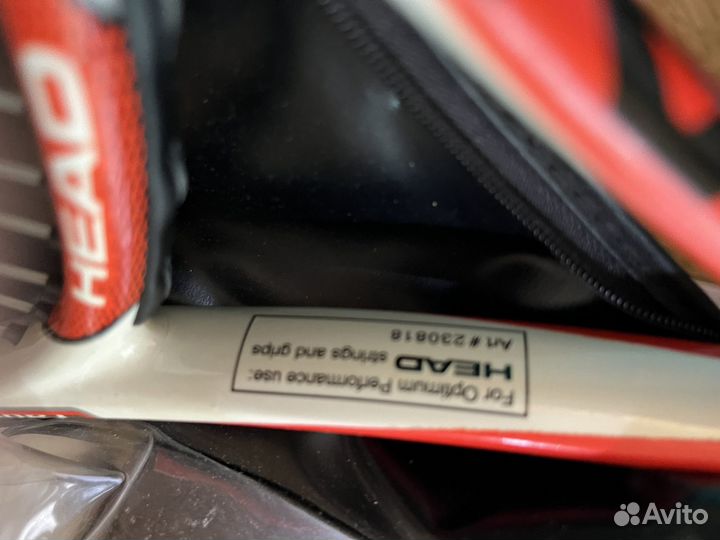 HEAD
For Optimum Performance use:
HEAD strings and grips
Art # 230818
Avito